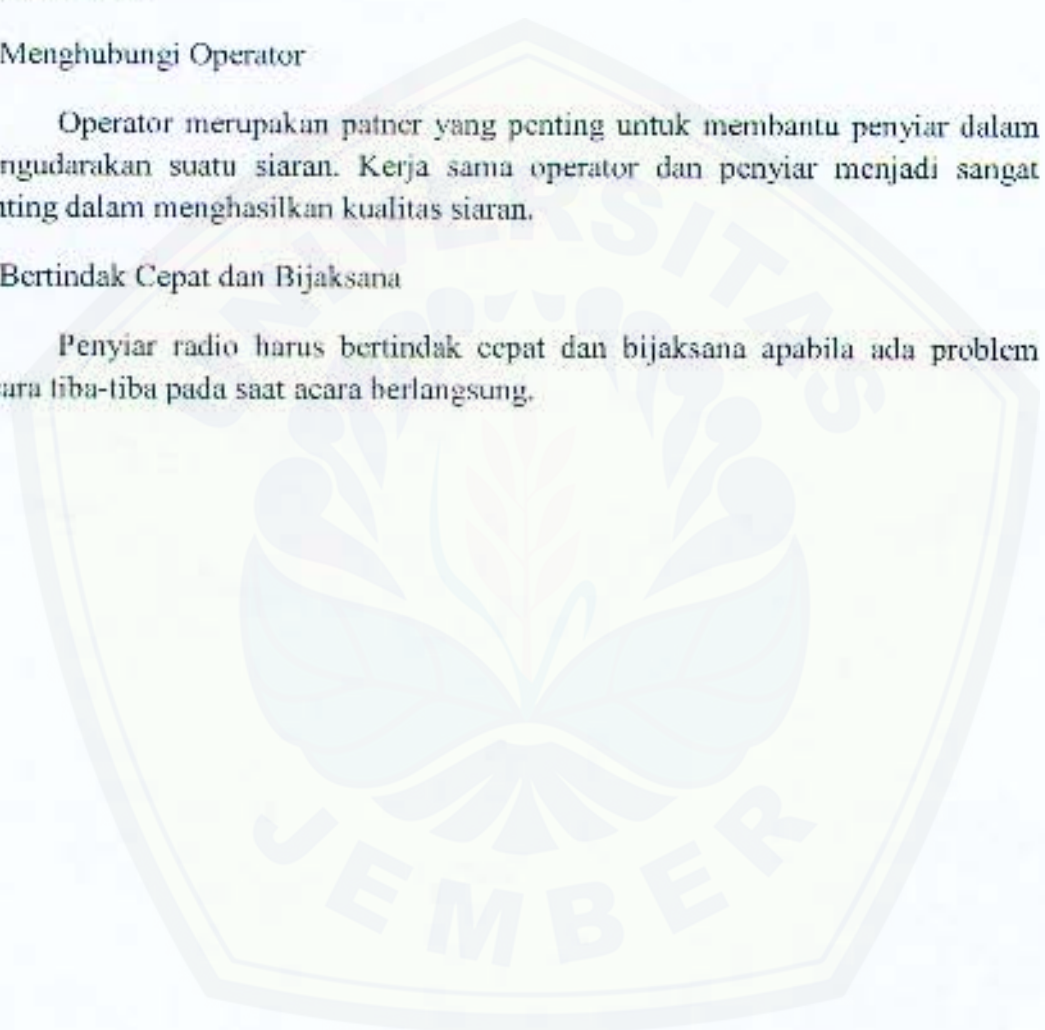 Menghubungi Operator
Operator merupakan patner yang penting untuk membantu penyiar dalam
ngudarakan suatu siaran. Kerja sama operator dan penyiar menjadi sangat
nting dalam menghasilkan kualitas siaran.
Bertindak Cepat dan Bijaksana
Penyiar radio harus bertindak cepat dan bijaksana apabila ada problem
ara tiba-tiba pada saat acara berlangsung.
UNIVERSITAS
JEMBER